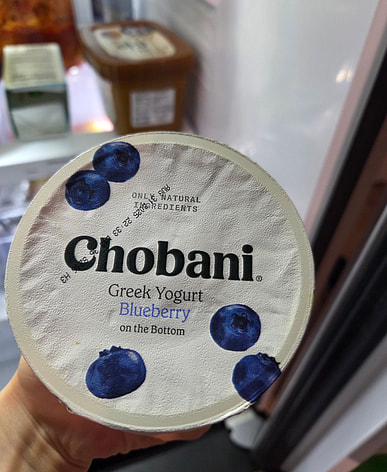 ONLY NATURAL
INGREDIENTS
Chobani®
Greek Yogurt
Blueberry
on the Bottom